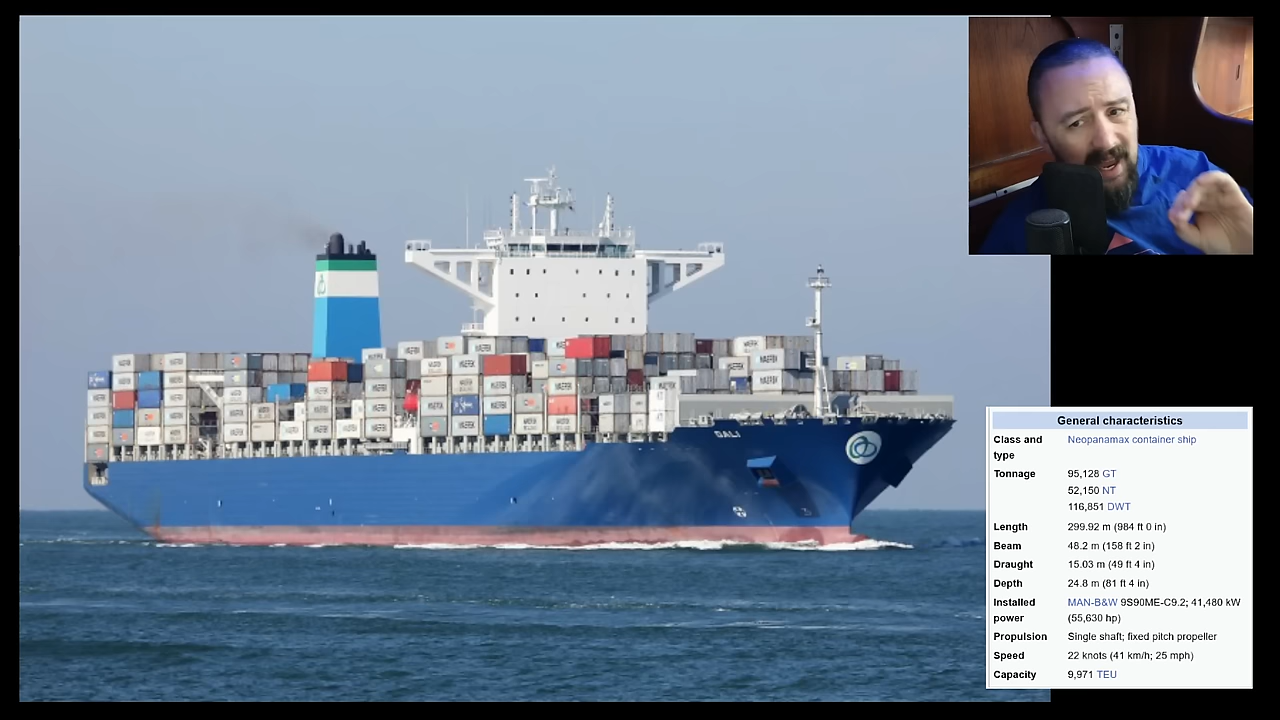 DALI
General characteristics
Class and type Neopanamax container ship
Tonnage 95,128 GT
52,150 NT
116,851 DWT
Length 299.92 m (984 ft 0 in)
Beam 48.2 m (158 ft 2 in)
Draught 15.03 m (49 ft 4 in)
Depth 24.8 m (81 ft 4 in)
Installed power MAN-B&W 9S90ME-C9.2; 41,480 kW (55,630 hp)
Propulsion Single shaft; fixed pitch propeller
Speed 22 knots (41 km/h; 25 mph)
Capacity 9,971 TEU